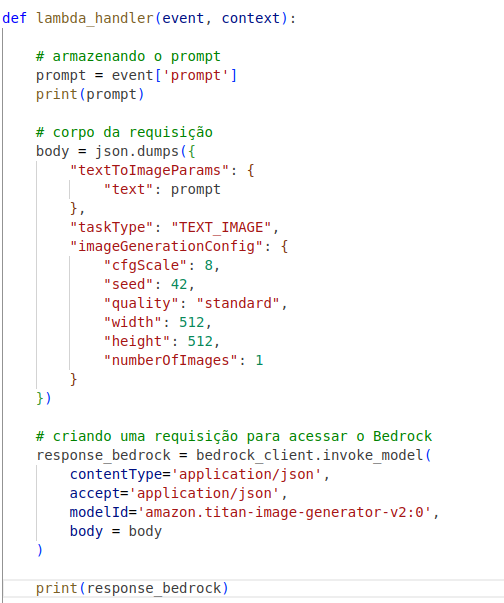 def lambda_handler(event, context):
# armazenando o prompt
prompt = event['prompt']
print(prompt)
# corpo da requisição
body = json.dumps({
"textToImageParams": {
"text": prompt
},
"taskType": "TEXT_IMAGE",
"imageGenerationConfig": {
"cfgScale": 8,
"seed": 42,
"quality": "standard",
"width": 512,
"height": 512,
"numberOfImages": 1
}
})
# criando uma requisição para acessar o Bedrock
response_bedrock = bedrock_client.invoke_model(
contentType='application/json',
accept='application/json',
modelId='amazon.titan-image-generator-v2:0',
body = body
)
print(response_bedrock)